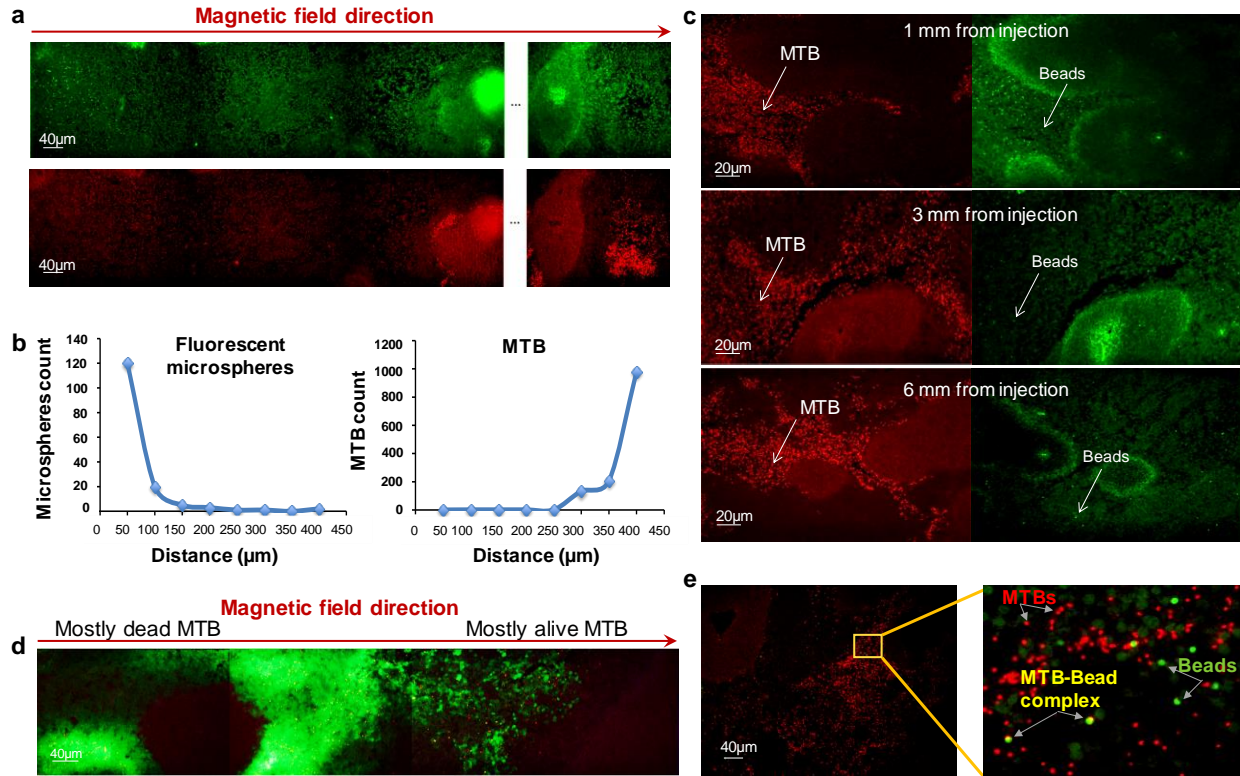 a
Magnetic field direction
40µm
...
40µm
...
b
Fluorescent
microspheres
Microspheres count
140
120
100
80
60
40
20
0
0 50 100 150 200 250 300 350 400 450
Distance (µm)
MTB
MTB count
1200
1000
800
600
400
200
0
0 50 100 150 200 250 300 350 400 450
Distance (µm)
c
1 mm from injection
MTB
Beads
20µm
3 mm from injection
MTB
Beads
20µm
6 mm from injection
MTB
Beads
20µm
Magnetic field direction
Mostly dead MTB Mostly alive MTB
d
40µm
e
40µm
MTBs
Beads
MTB-Bead
complex